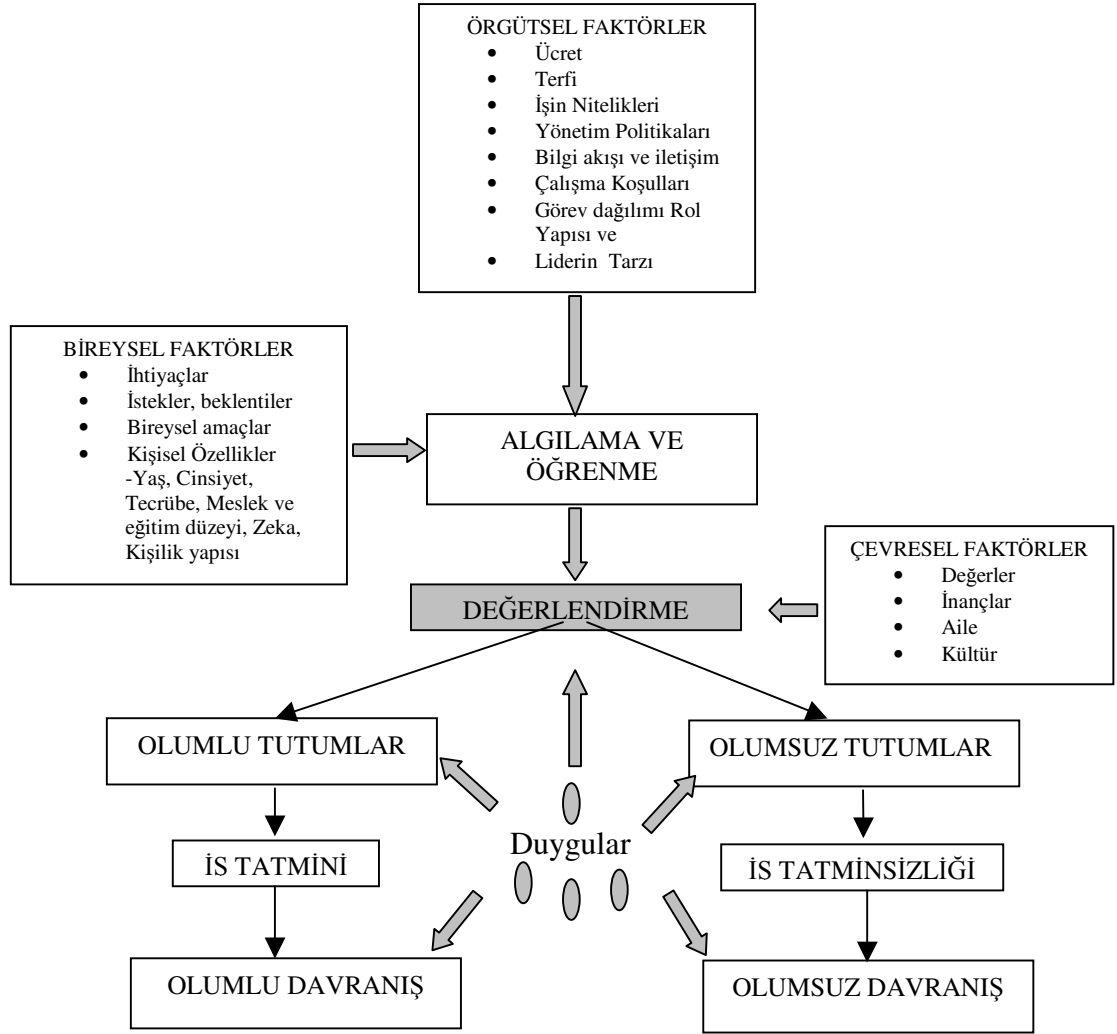 ÖRGÜTSEL FAKTÖRLER
• Ücret
• Terfi
• İşin Nitelikleri
• Yönetim Politikaları
• Bilgi akışı ve iletişim
• Çalışma Koşulları
• Görev dağılımı Rol
Yapısı ve
• Liderin Tarzı
BİREYSEL FAKTÖRLER
• İhtiyaçlar
• İstekler, beklentiler
• Bireysel amaçlar
• Kişisel Özellikler
-Yaş, Cinsiyet,
Tecrübe, Meslek ve
eğitim düzeyi, Zeka,
Kişilik yapısı
ALGILAMA VE
ÖĞRENME
ÇEVRESEL FAKTÖRLER
• Değerler
• İnançlar
• Aile
• Kültür
DEĞERLENDİRME
OLUMLU TUTUMLAR
OLUMSUZ TUTUMLAR
Duygular
İS TATMİNİ
İS TATMİNSİZLİĞİ
OLUMLU DAVRANIŞ
OLUMSUZ DAVRANIŞ